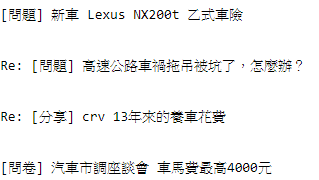 [問題] 新車 Lexus NX200t 乙式車險
Re: [問題] 高速公路車禍拖吊被坑了，怎麼辦？
Re: [分享] crv 13年來的養車花費
[問卷] 汽車市調座談會 車馬費最高4000元